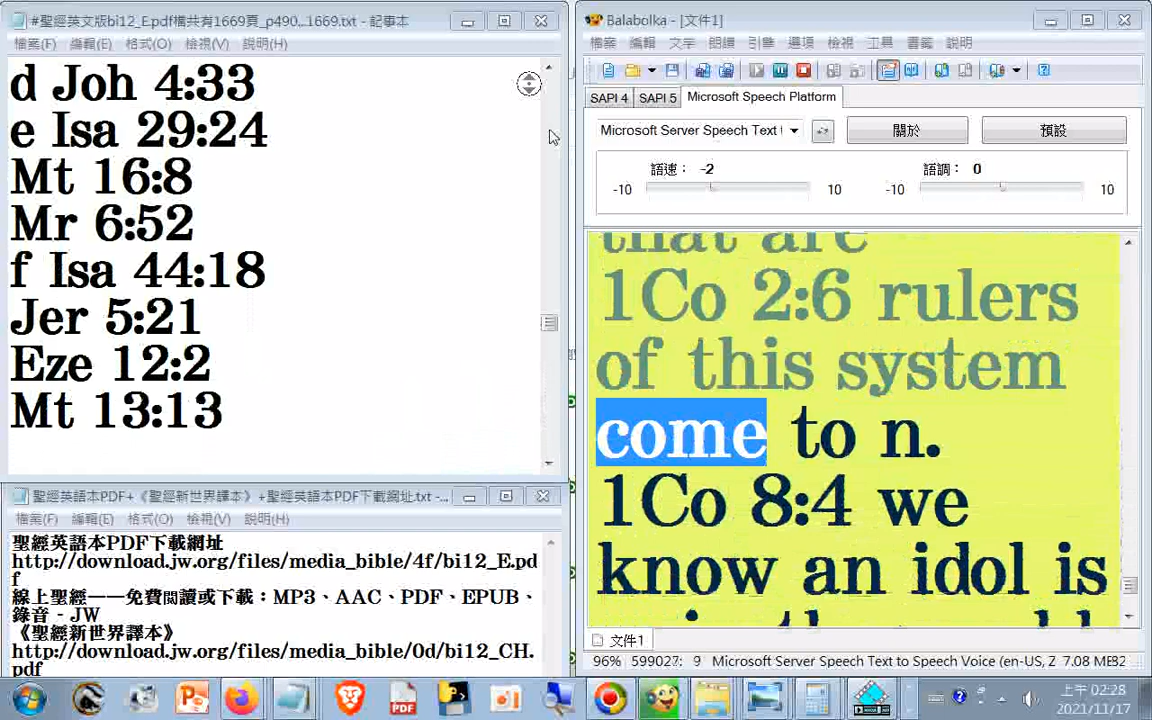 #聖經英文版bi12_E.pdf檔共有1669頁_p490,..1669.txt - 記事本
檔案(F) 編輯(E) 格式(O) 檢視(V) 說明(H)
d Joh 4:33
e Isa 29:24
Mt 16:8
Mr 6:52
f Isa 44:18
Jer 5:21
Eze 12:2
Mt 13:13
聖經英語本PDF+《聖經新世界譯本》+聖經英語本PDF下載網址.txt -...
檔案(F) 編輯(E) 格式(O) 檢視(V) 說明(H)
聖經英語本PDF下載網址
http://download.jw.org/files/media_bible/4f/bi12_E.pd
f
線上聖經——免費閱讀或下載：MP3、AAC、PDF、EPUB、
錄音 - JW
《聖經新世界譯本》
http://download.jw.org/files/media_bible/0d/bi12_CH.
pdf
Balabolka - [文件1]
檔案 編輯 文字 朗讀 引擎 選項 檢視 工具 書籤 說明
SAPI 4 SAPI 5 Microsoft Speech Platform
Microsoft Server Speech Text 關於 預設
語速： -2 語調： 0
-10 10 -10 10
that are
1Co 2:6 rulers
of this system
come to n.
1Co 8:4 we
know an idol is
文件1
96% 599027: 9 Microsoft Server Speech Text to Speech Voice (en-US, Z 7.08 MB
PDF
上午 02:28
2021/11/17